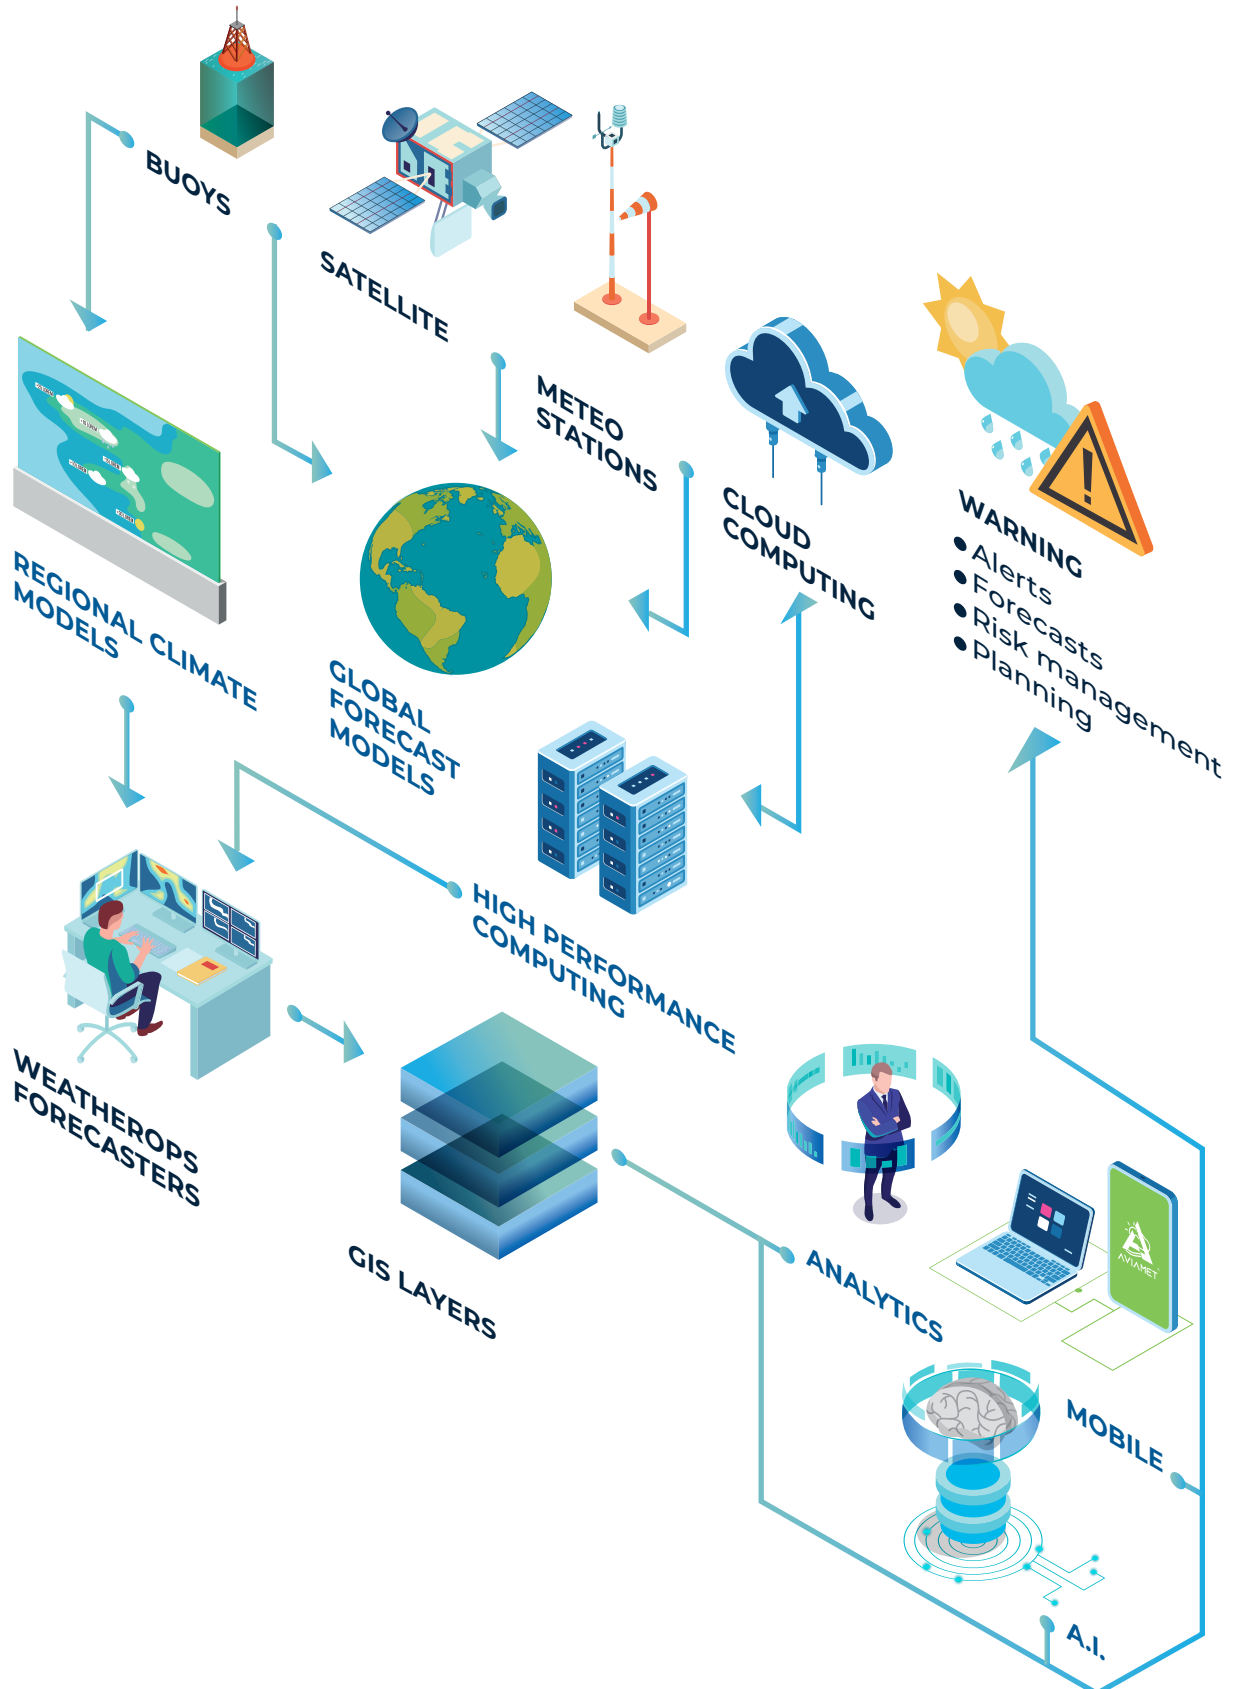 BUOYS
SATELLITE
METEO
STATIONS
CLOUD
COMPUTING
WARNING
Alerts
Forecasts
Risk management
Planning
REGIONAL CLIMATE
MODELS
GLOBAL
FORECAST
MODELS
HIGH PERFORMANCE
COMPUTING
WEATHEROPS
FORECASTERS
GIS LAYERS
ANALYTICS
AVIAMET
MOBILE
A.I.